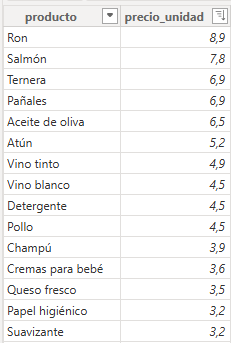 producto precio_unidad
Ron 8,9
Salmón 7,8
Ternera 6,9
Pañales 6,9
Aceite de oliva 6,5
Atún 5,2
Vino tinto 4,9
Vino blanco 4,5
Detergente 4,5
Pollo 4,5
Champú 3,9
Cremas para bebé 3,6
Queso fresco 3,5
Papel higiénico 3,2
Suavizante 3,2